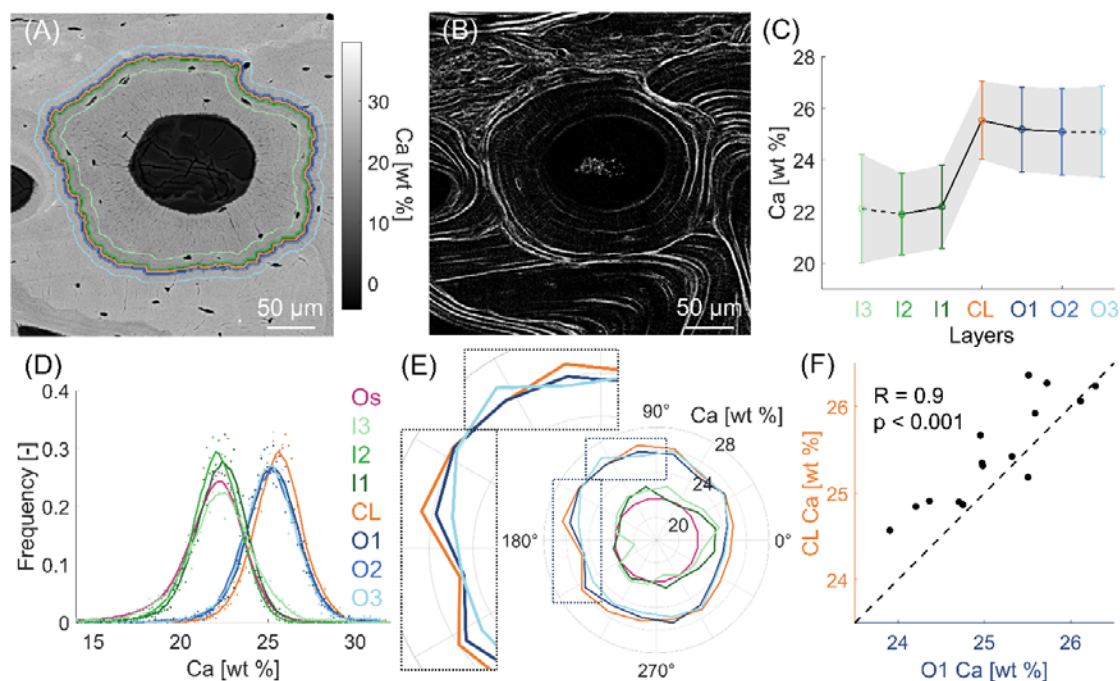 (A)
30
20
10
0
Ca [wt %]
50 μm
(B)
50 μm
(C)
28
26
24
22
20
Ca [wt %]
I3 I2 I1 CL O1 O2 O3
Layers
(D)
0.4
0.3
0.2
0.1
0
Frequency [-]
15 20 25 30
Ca [wt %]
Os
I3
I2
I1
CL
O1
O2
O3
(E)
90°
Ca [wt %]
28
24
20
180°
0°
270°
(F)
R = 0.9
p < 0.001
26
25
24
CL Ca [wt %]
24 25 26
O1 Ca [wt %]